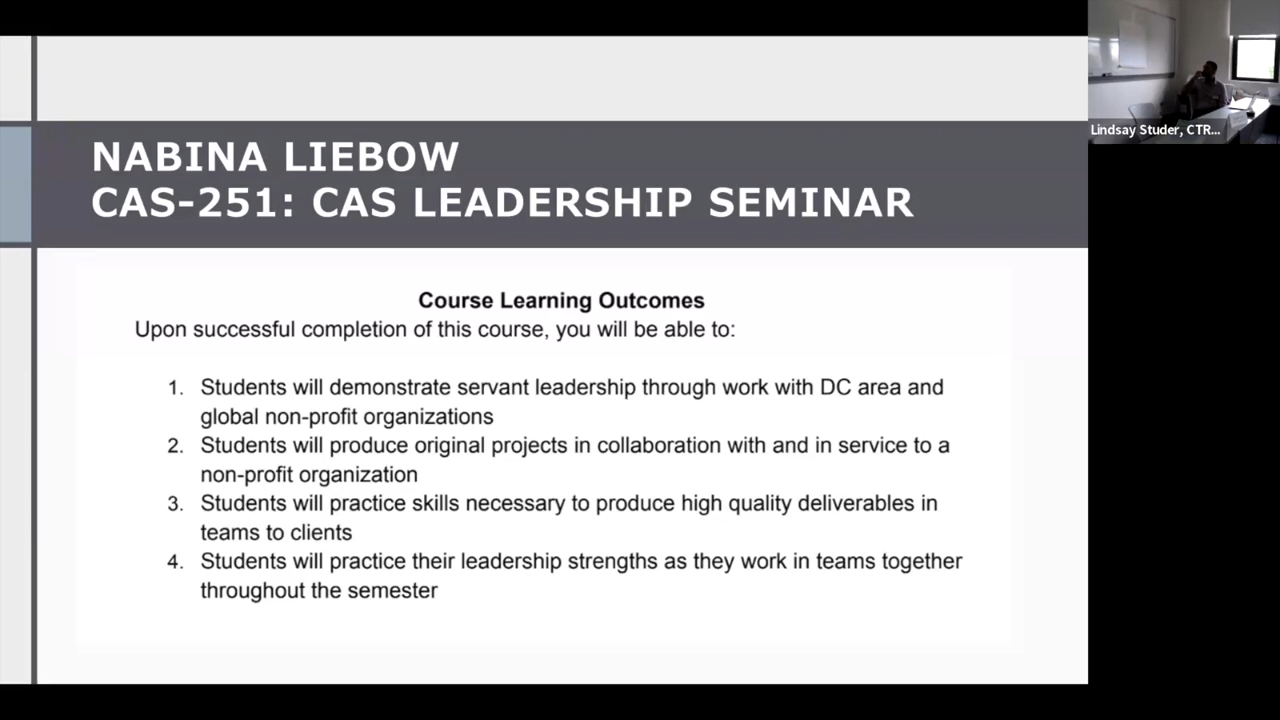 NABINA LIEBOW
CAS-251: CAS LEADERSHIP SEMINAR
Lindsay Studer, CTR...
Course Learning Outcomes
Upon successful completion of this course, you will be able to:
1. Students will demonstrate servant leadership through work with DC area and
global non-profit organizations
2. Students will produce original projects in collaboration with and in service to a
non-profit organization
3. Students will practice skills necessary to produce high quality deliverables in
teams to clients
4. Students will practice their leadership strengths as they work in teams together
throughout the semester